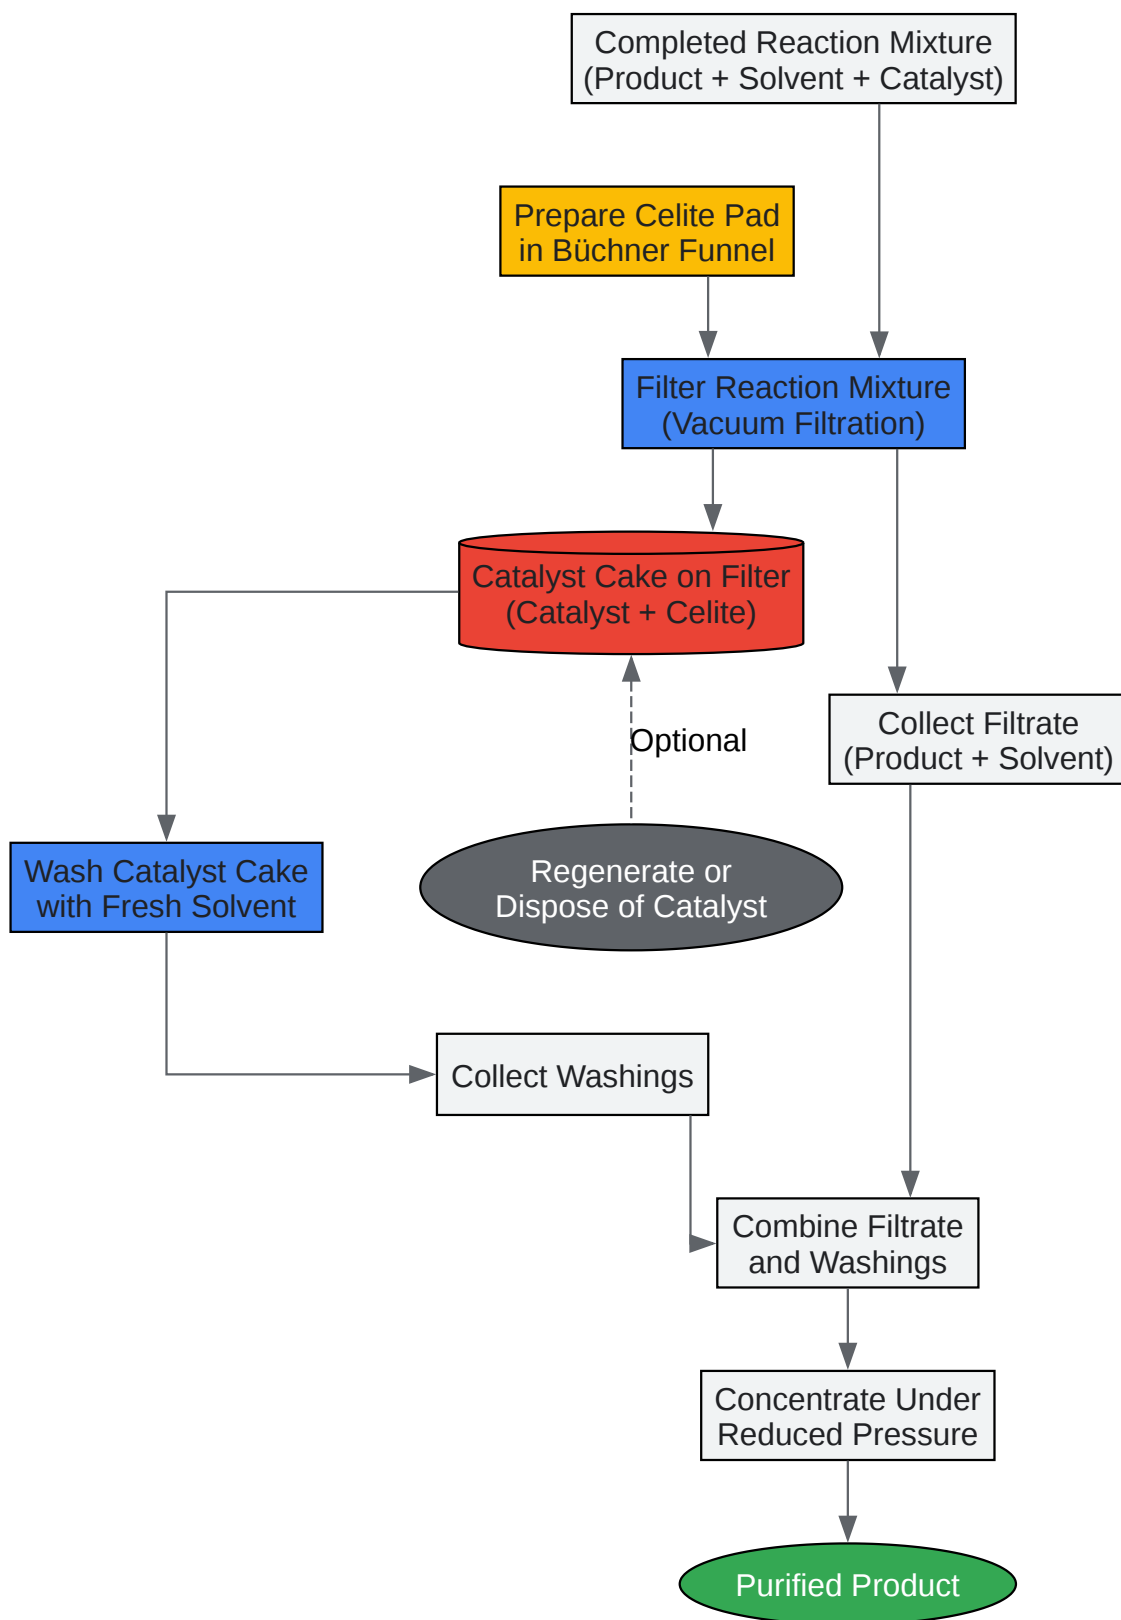 Completed Reaction Mixture
(Product + Solvent + Catalyst)
Prepare Celite Pad
in Büchner Funnel
Filter Reaction Mixture
(Vacuum Filtration)
Catalyst Cake on Filter
(Catalyst + Celite)
Collect Filtrate
(Product + Solvent)
Optional
Wash Catalyst Cake
with Fresh Solvent
Regenerate or
Dispose of Catalyst
Collect Washings
Combine Filtrate
and Washings
Concentrate Under
Reduced Pressure
Purified Product